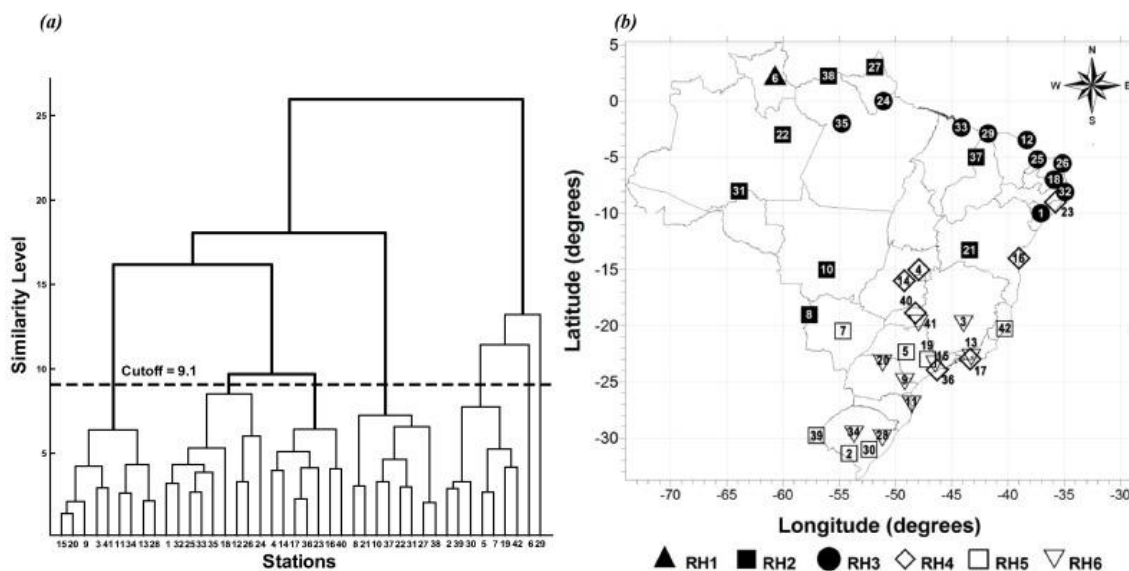 (a)
25
20
15
10
5
Similarity Level
Cutoff = 9.1
15 20 9 3 41 11 34 13 28 1 32 25 33 35 18 12 26 24 4 14 17 36 23 16 40 8 21 10 37 22 31 27 38 2 39 30 5 7 19 42 6 29
Stations
(b)
5
0
-5
-10
-15
-20
-25
-30
Latitude (degrees)
N
W E
S
27
6 38
24
35 33 29
22 12
37 25 26
18
31 32
23
1
21
16
4
10 14
40
8 41 3
7 42
5 19 13
20 15 17
9 36
11
39 34 28
2 30
-70 -65 -60 -55 -50 -45 -40 -35 -30
Longitude (degrees)
RH1 RH2 RH3 RH4 RH5 RH6